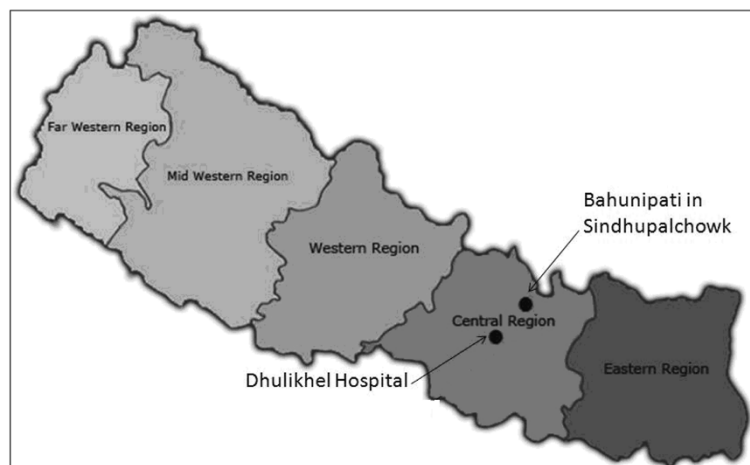 Far Western Region
Mid Western Region
Western Region
Bahunipati in
Sindhupalchowk
Central Region
Dhulikhel Hospital
Eastern Region